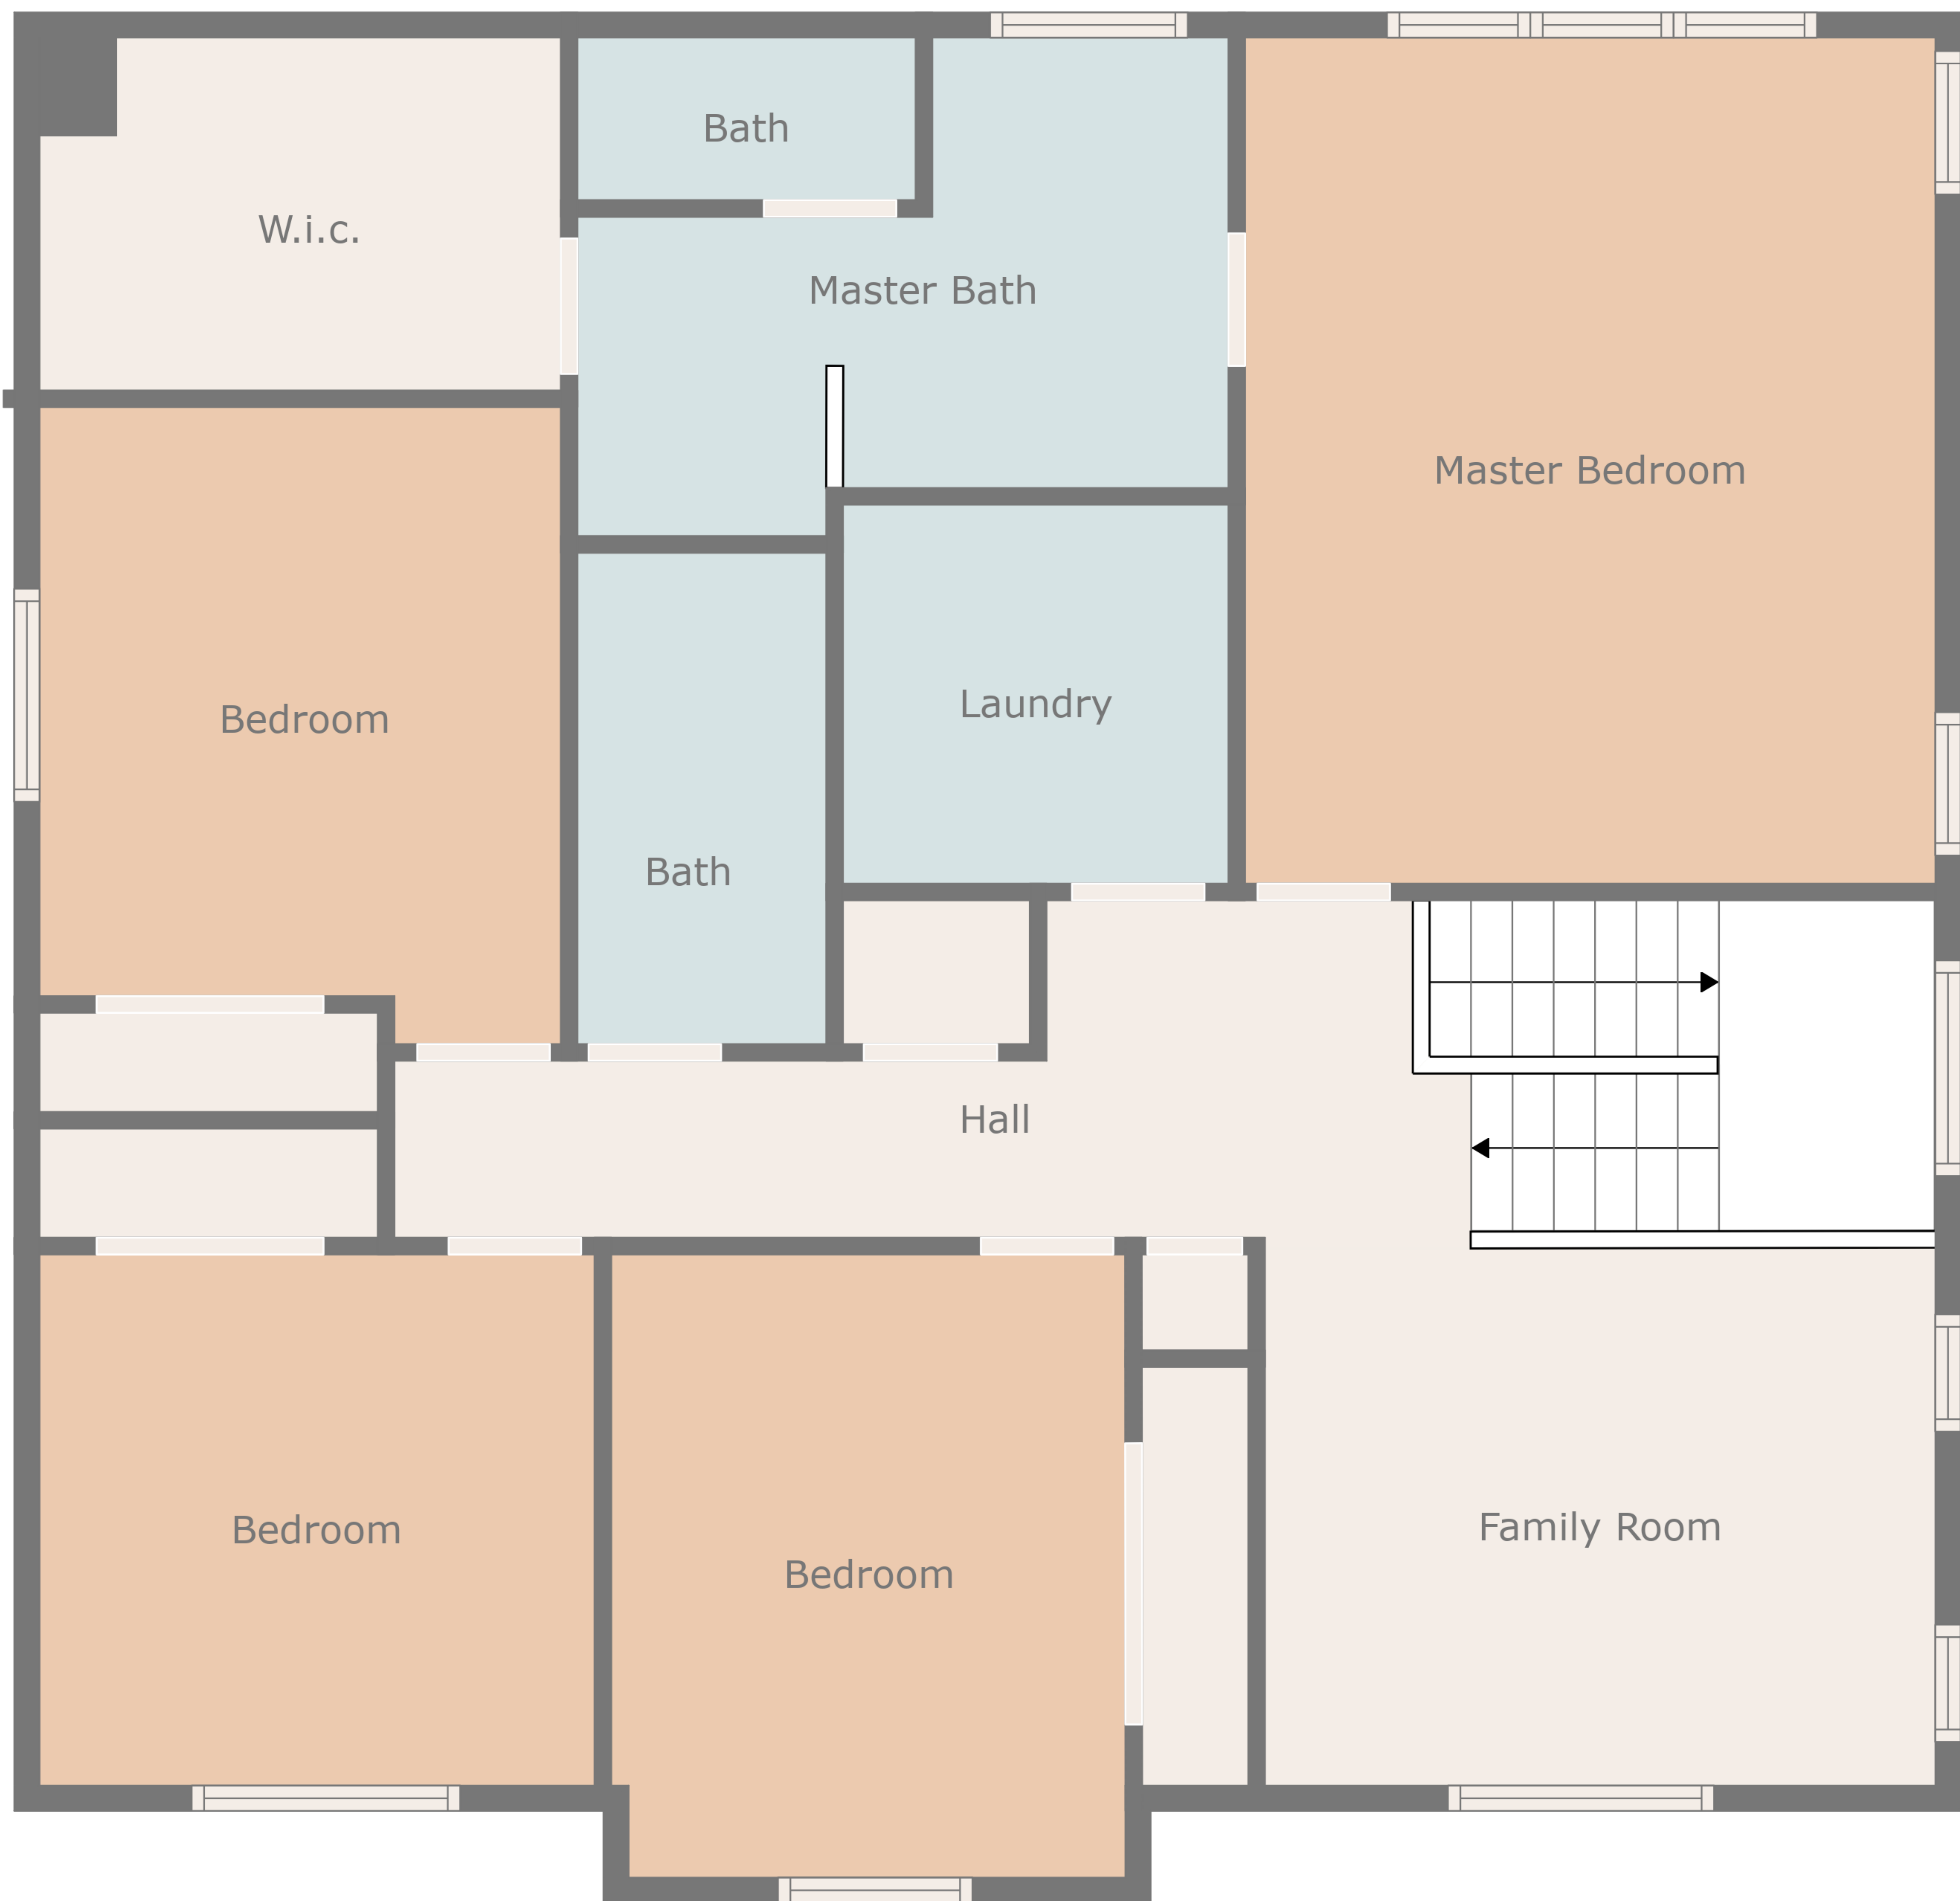 Bath
W.i.c.
Master Bath
Master Bedroom
Bedroom
Laundry
Bath
Hall
Bedroom
Family Room
Bedroom